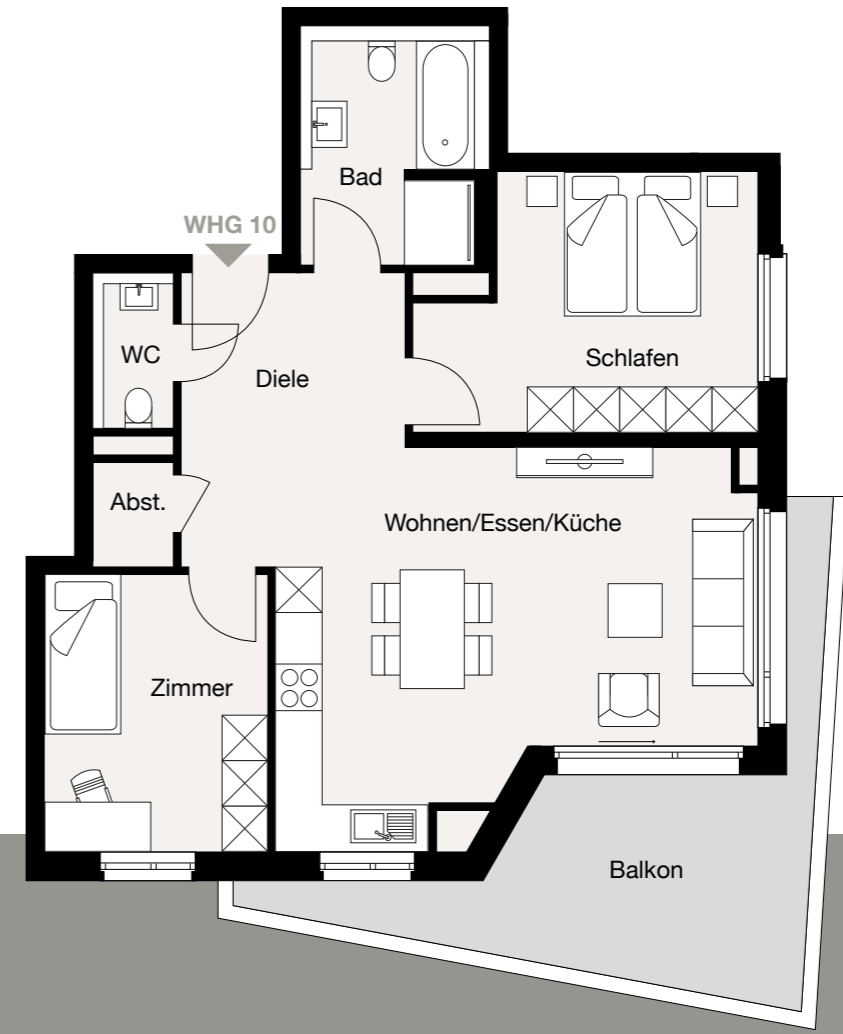 Bad
WHG 10
WC
Schlafen
Diele
Abst.
Wohnen/Essen/Küche
Zimmer
Balkon